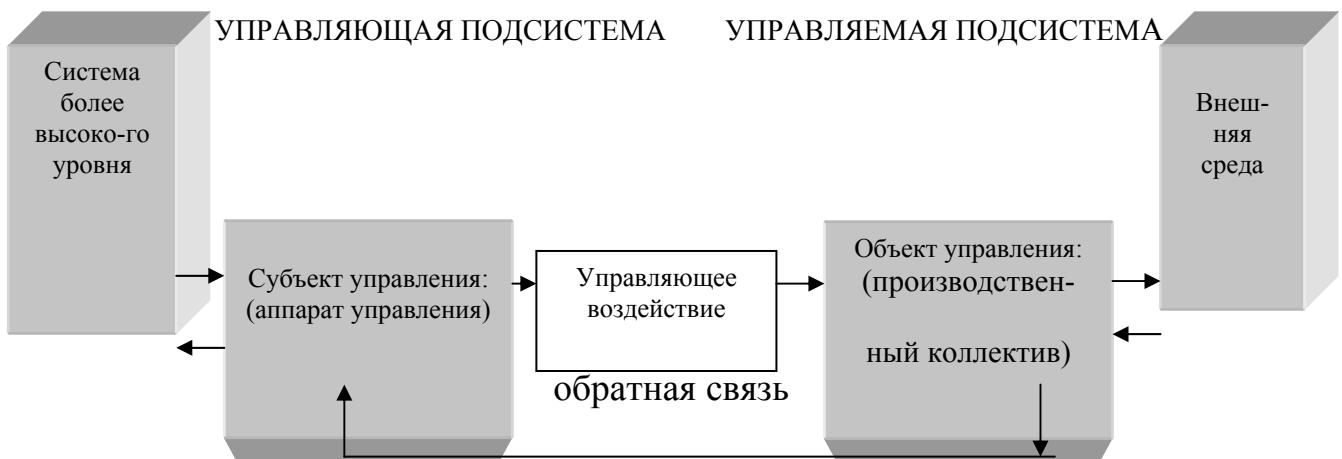 УПРАВЛЯЮЩАЯ ПОДСИСТЕМА
УПРАВЛЯЕМАЯ ПОДСИСТЕМА
Система
более
высоко-го
уровня
Субъект управления:
(аппарат управления)
Управляющее
воздействие
обратная связь
Объект управления:
(производствен-
ный коллектив)
Внеш-
няя
среда